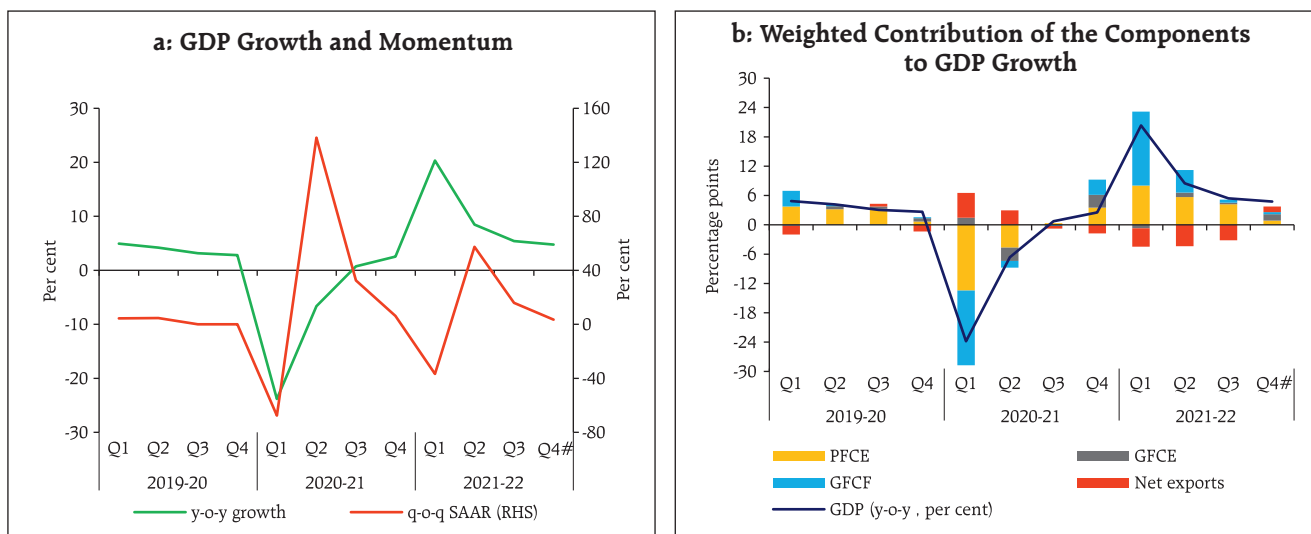 a: GDP Growth and Momentum
30
20
10
0
-10
-20
-30
Per cent
160
120
80
40
0
-40
-80
Per cent
Q1 Q2 Q3 Q4 Q1 Q2 Q3 Q4 Q1 Q2 Q3 Q4#
2019-20 2020-21 2021-22
y-o-y growth q-o-q SAAR (RHS)
b: Weighted Contribution of the Components
to GDP Growth
30
24
18
12
6
0
-6
-12
-18
-24
-30
Percentage points
Q1 Q2 Q3 Q4 Q1 Q2 Q3 Q4 Q1 Q2 Q3 Q4#
2019-20 2020-21 2021-22
PFCE GFCE
GFCF Net exports
GDP (y-o-y , per cent)